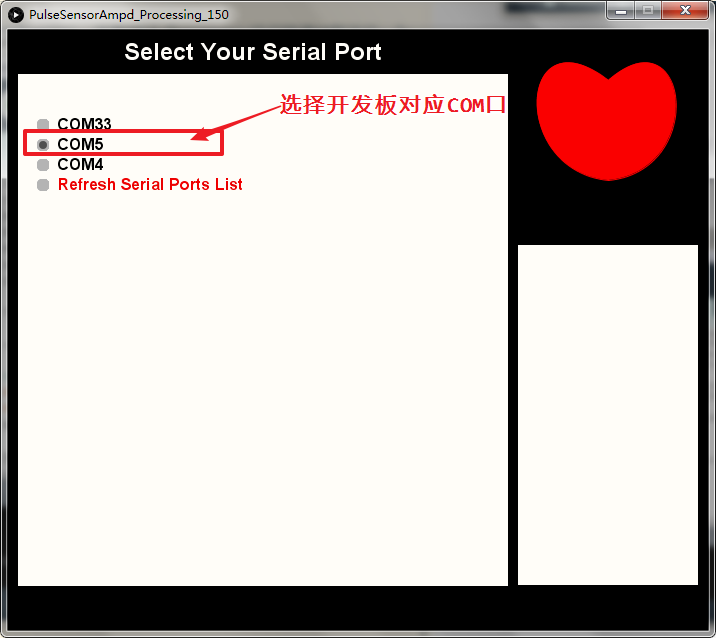 PulseSensorAmpd_Processing_150
Select Your Serial Port
选择开发板对应COM口
COM33
COM5
COM4
Refresh Serial Ports List